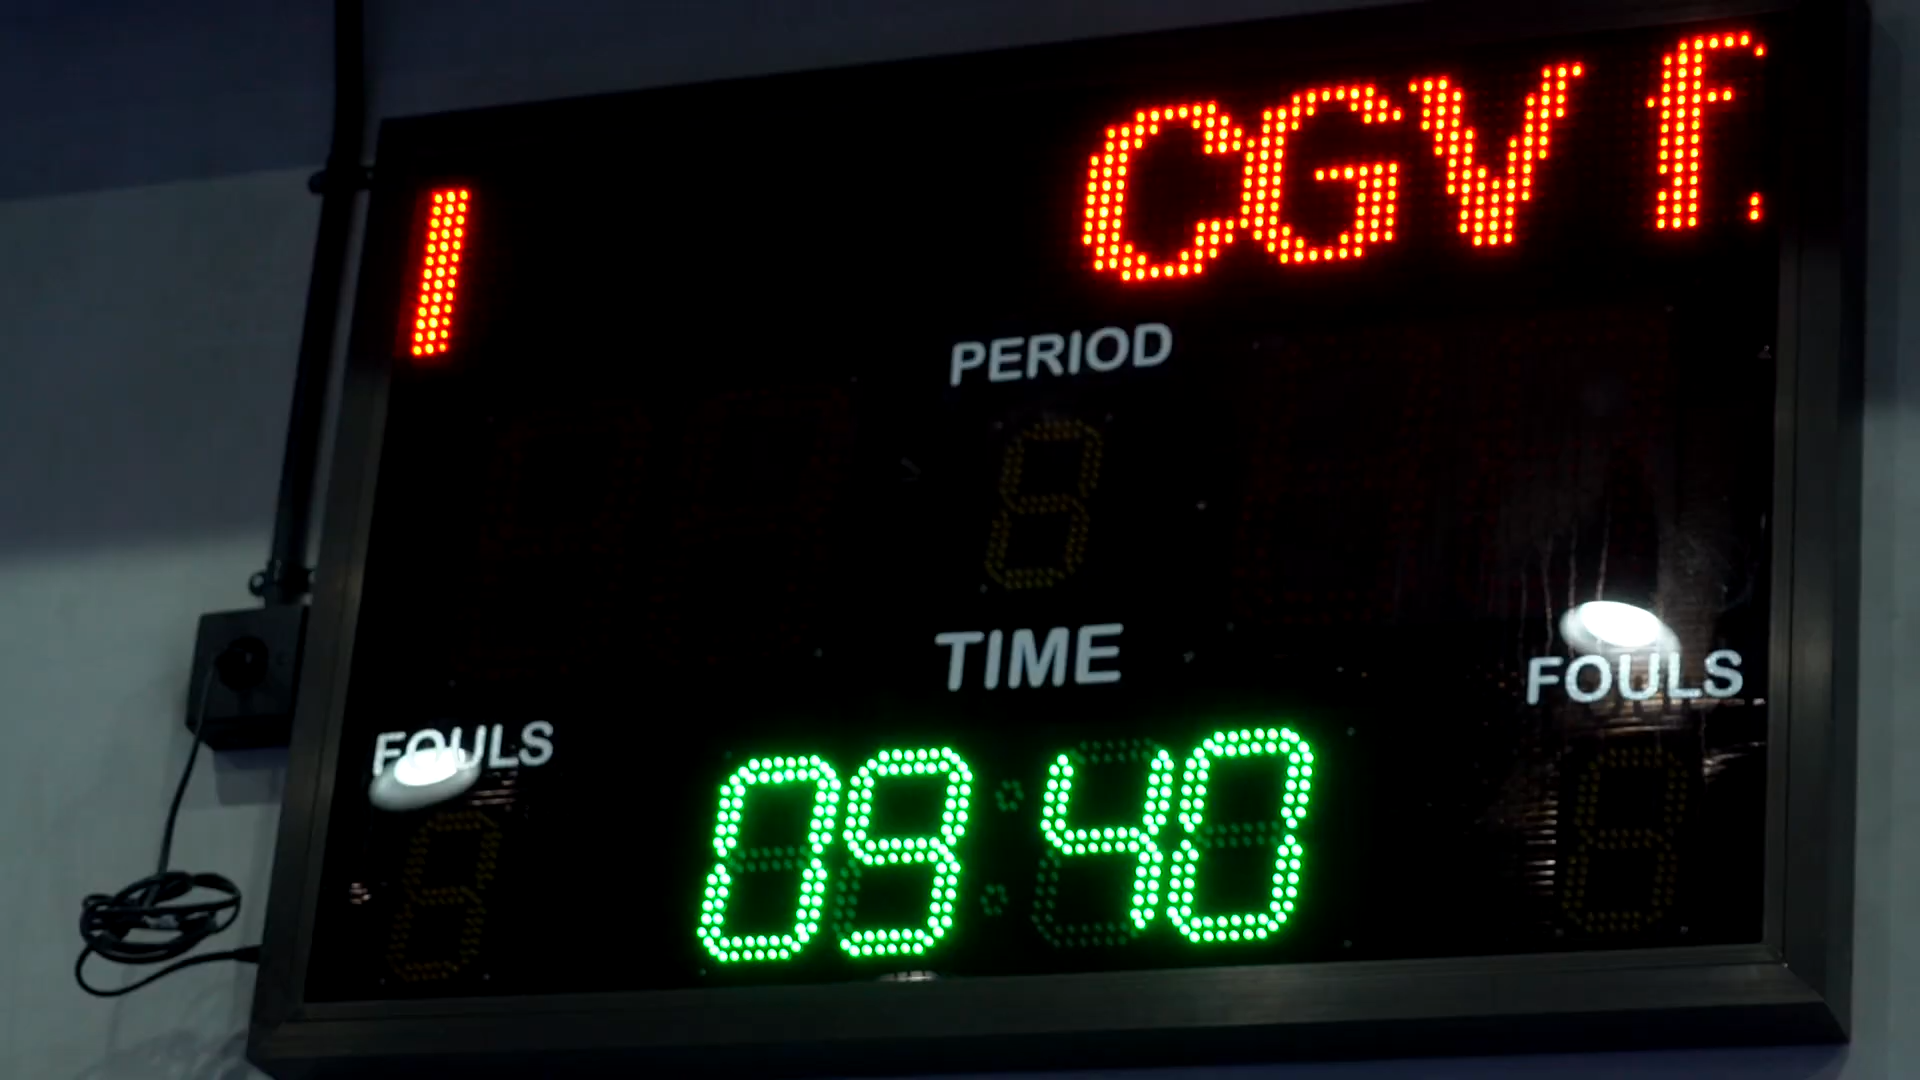 CGV f.
PERIOD
TIME
FOULS
FOULS
09:40